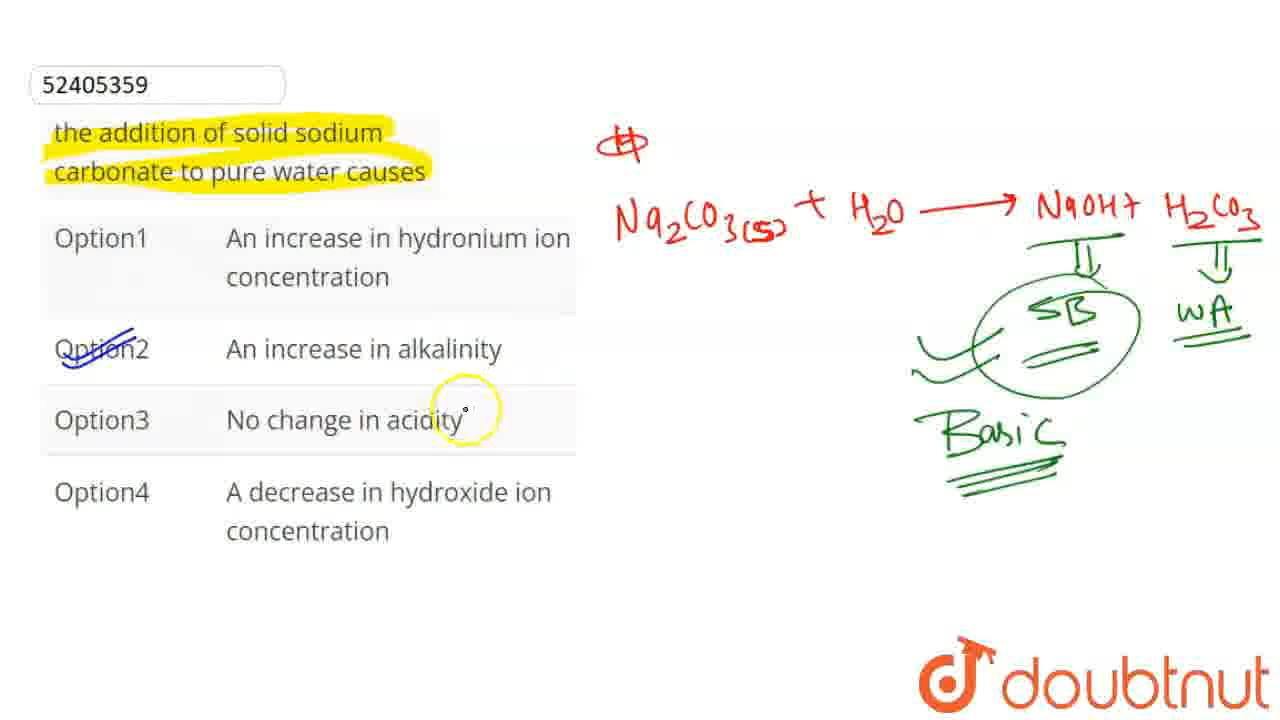 52405359
the addition of solid sodium
carbonate to pure water causes
Option1 An increase in hydronium ion
concentration
Option2 An increase in alkalinity
Option3 No change in acidity
Option4 A decrease in hydroxide ion
concentration
Na2CO3(s) + H2O → NaOH + H2CO3
SB WA
Basic
doubtnut